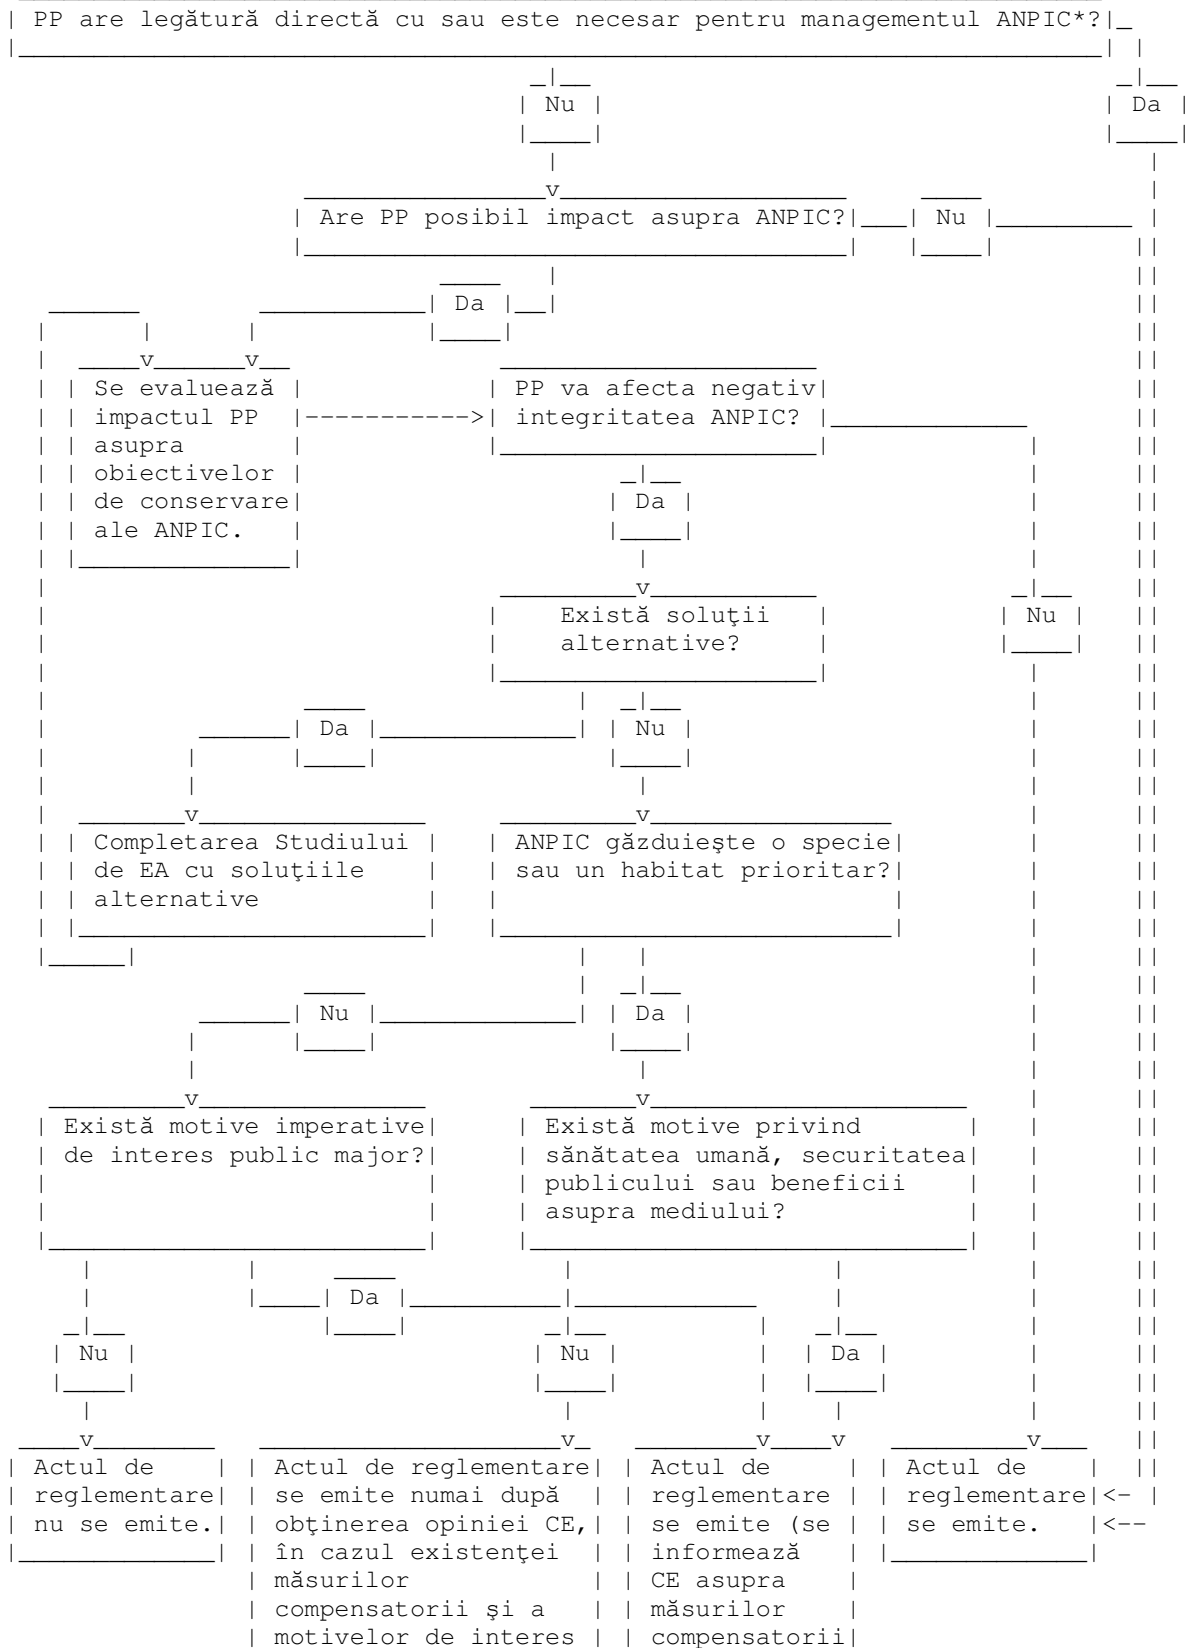 PP are legătură directă cu sau este necesar pentru managementul ANPIC*?
Nu
Da
Are PP posibil impact asupra ANPIC?
Nu
Da
Se evaluează
impactul PP
asupra
obiectivelor
de conservare
ale ANPIC.
PP va afecta negativ
integritatea ANPIC?
Da
Există soluţii
alternative?
Nu
Da
Nu
Completarea Studiului
de EA cu soluţiile
alternative
ANPIC găzduieşte o specie
sau un habitat prioritar?
Nu
Da
Există motive imperative
de interes public major?
Există motive privind
sănătatea umană, securitatea
publicului sau beneficii
asupra mediului?
Da
Nu
Nu
Da
Actul de
reglementare
nu se emite.
Actul de reglementare
se emite numai după
obţinerea opiniei CE,
în cazul existenţei
măsurilor
compensatorii şi a
motivelor de interes
Actul de
reglementare
se emite (se
informează
CE asupra
măsurilor
compensatorii
Actul de
reglementare
se emite.